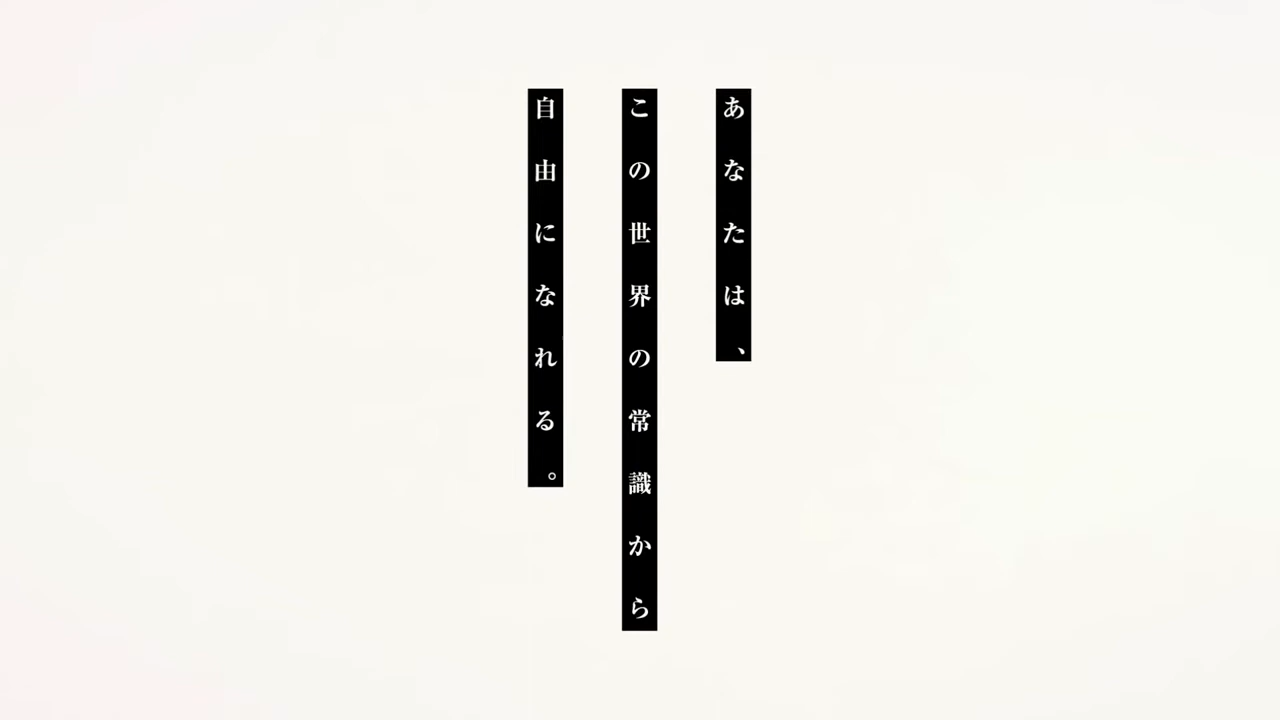 あなたは、
この世界の常識から
自由になれる。